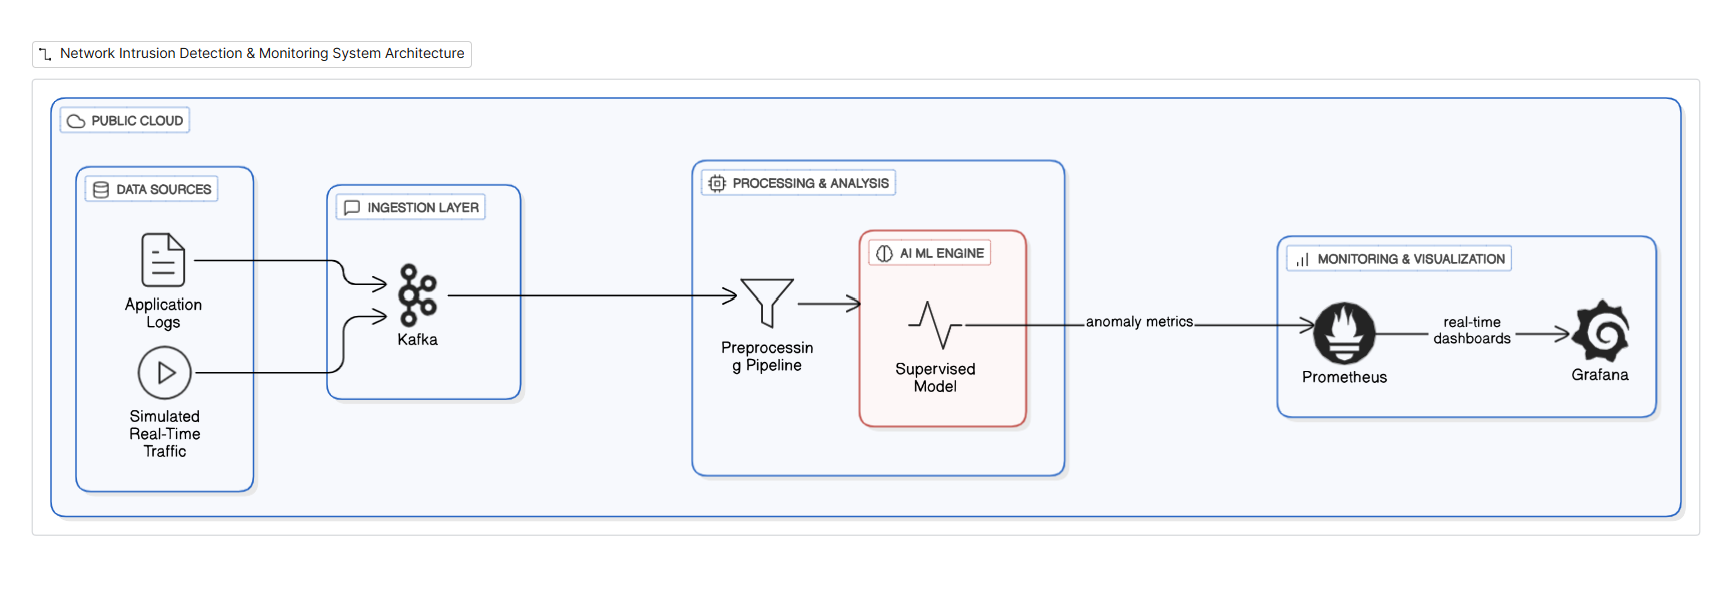 Network Intrusion Detection & Monitoring System Architecture
PUBLIC CLOUD
DATA SOURCES
Application
Logs
Simulated
Real-Time
Traffic
INGESTION LAYER
Kafka
PROCESSING & ANALYSIS
Preprocessin
g Pipeline
AI ML ENGINE
Supervised
Model
anomaly metrics
MONITORING & VISUALIZATION
Prometheus
real-time
dashboards
Grafana